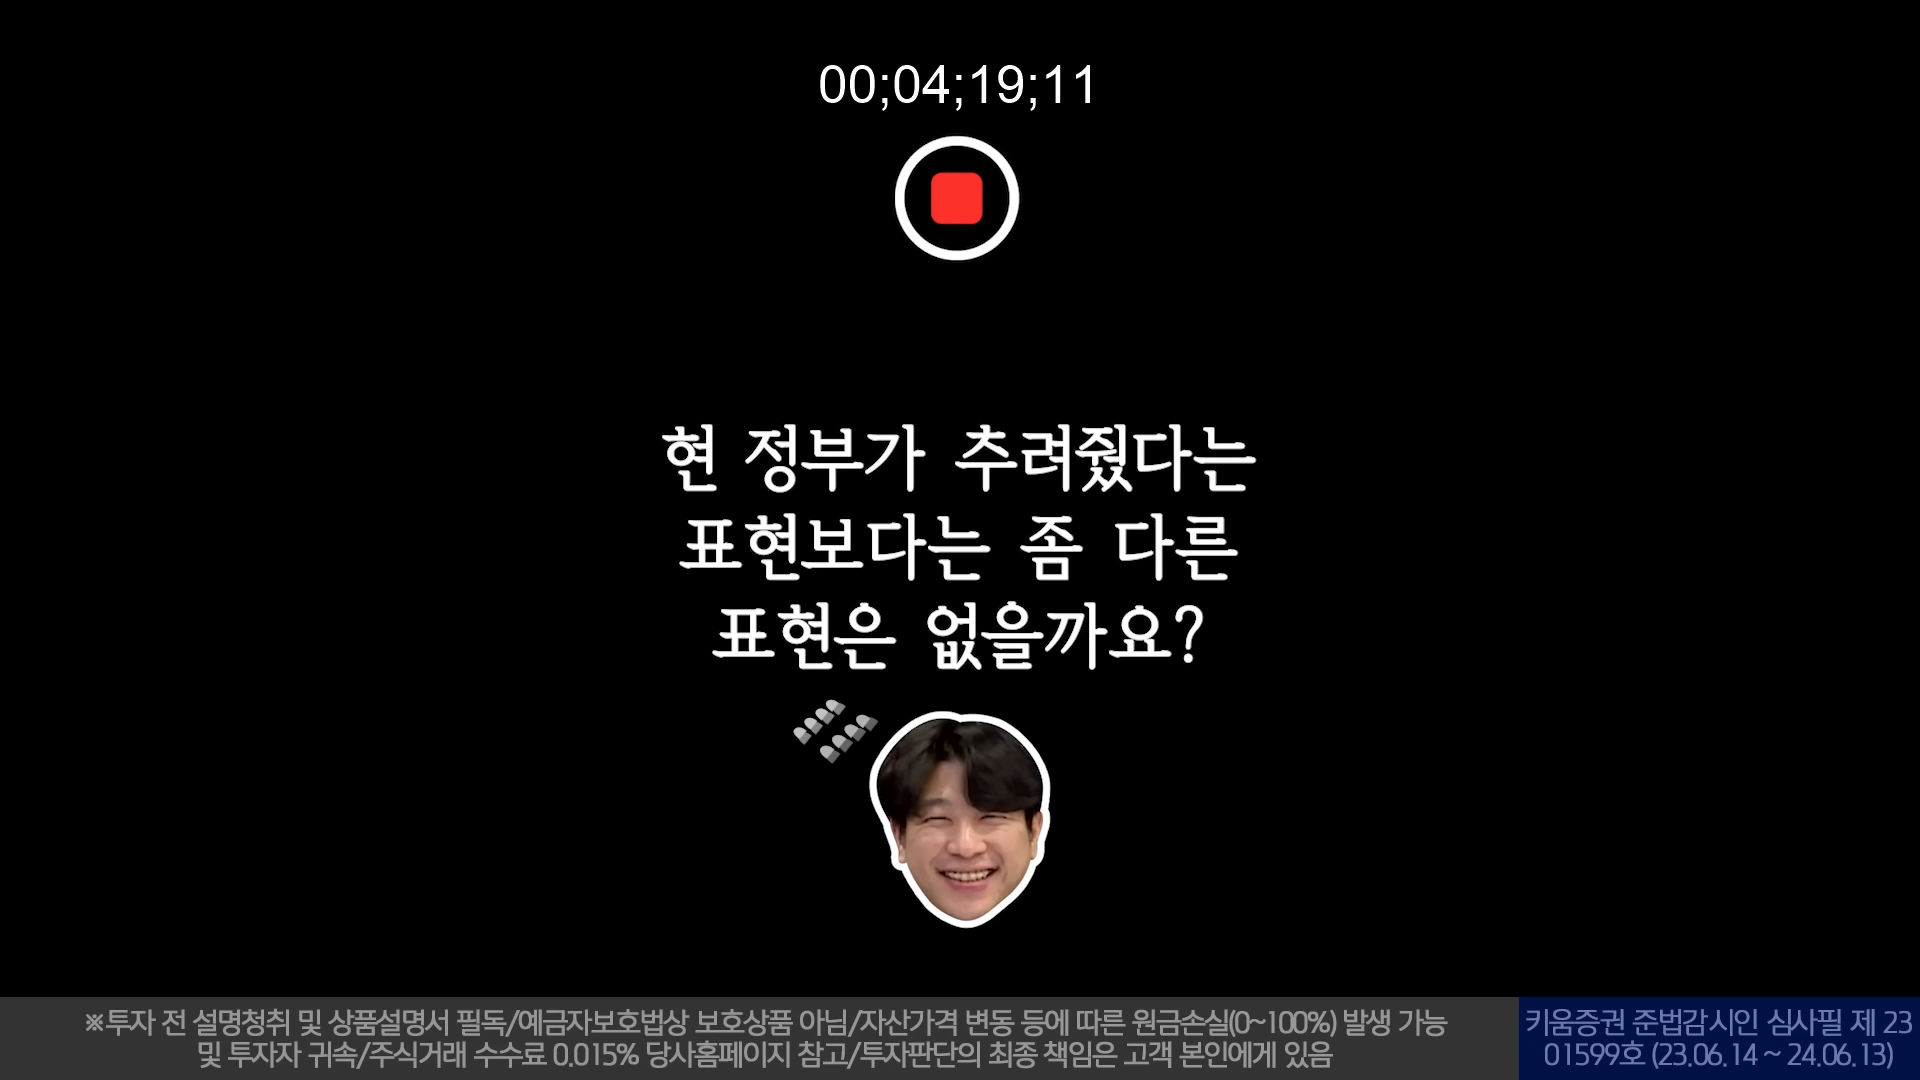 00;04;19;11
현 정부가 추려줬다는
표현보다는 좀 다른
표현은 없을까요?
※투자 전 설명청취 및 상품설명서 필독/예금자보호법상 보호상품 아님/자산가격 변동 등에 따른 원금손실(0~100%) 발생 가능
및 투자자 귀속/주식거래 수수료 0.015% 당사홈페이지 참고/투자판단의 최종 책임은 고객 본인에게 있음
키움증권 준법감시인 심사필 제 23
01599호 (23.06.14 ~ 24.06.13)